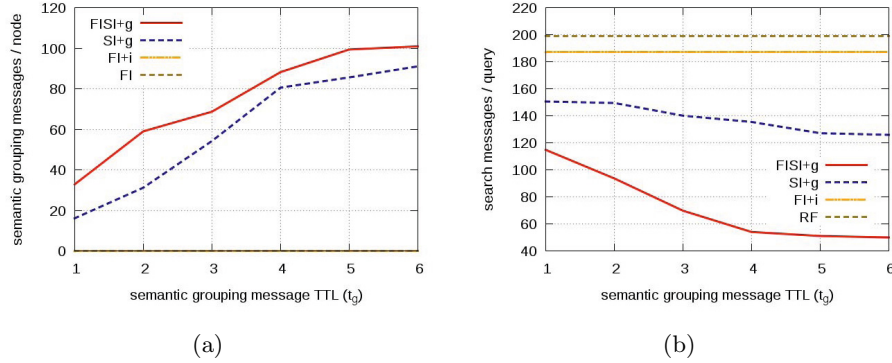 120
100
80
60
40
20
0
semantic grouping messages / node
FISI+g
SI+g
FI+i
FI
1 2 3 4 5 6
semantic grouping message TTL (tg)
(a)
220
200
180
160
140
120
100
80
60
40
search messages / query
FISI+g
SI+g
FI+i
RF
1 2 3 4 5 6
semantic grouping message TTL (tg)
(b)